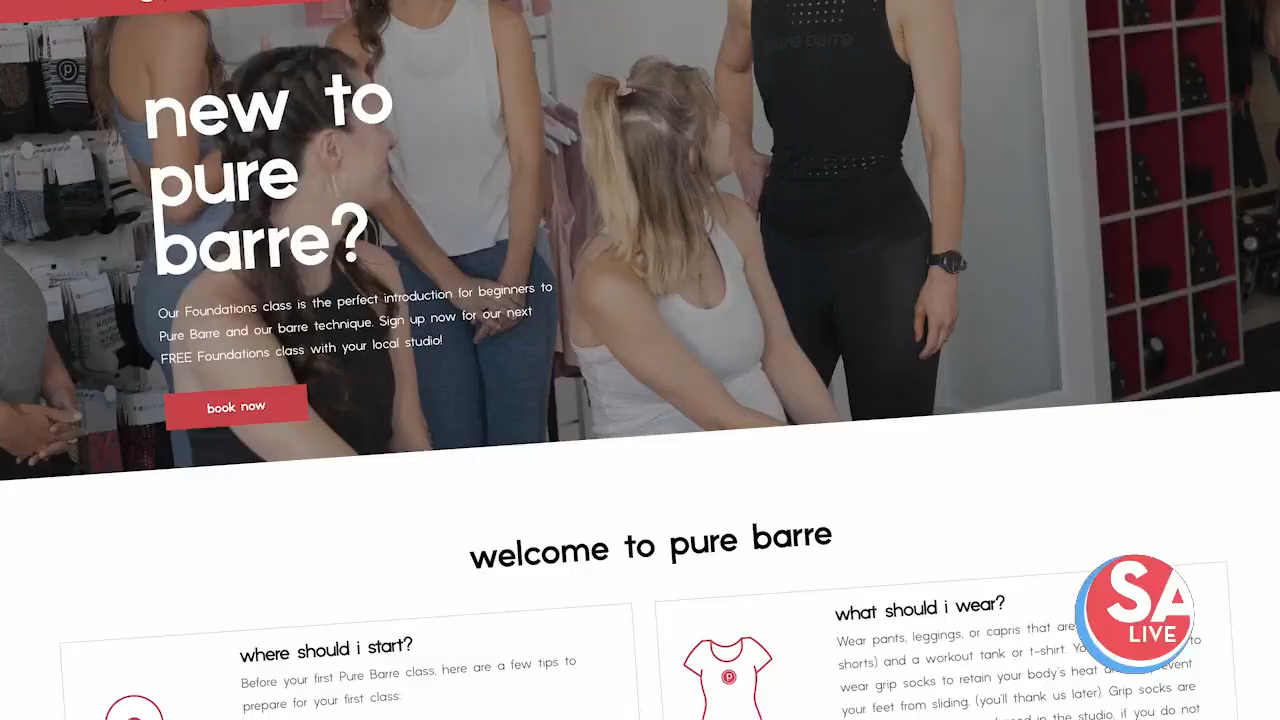 pure barre
new to
pure
barre?
Our Foundations class is the perfect introduction for beginners to
Pure Barre and our barre technique. Sign up now for our next
FREE Foundations class with your local studio!
book now
welcome to pure barre
where should i start?
Before your first Pure Barre class, here are a few tips to
prepare for your first class:
what should i wear?
Wear pants, leggings, or capris that are
shorts) and a workout tank or t-shirt. to
wear grip socks to retain your body's heat
your feet from sliding. (you'll thank us later). Grip socks are
in the studio, if you do not
SA
LIVE